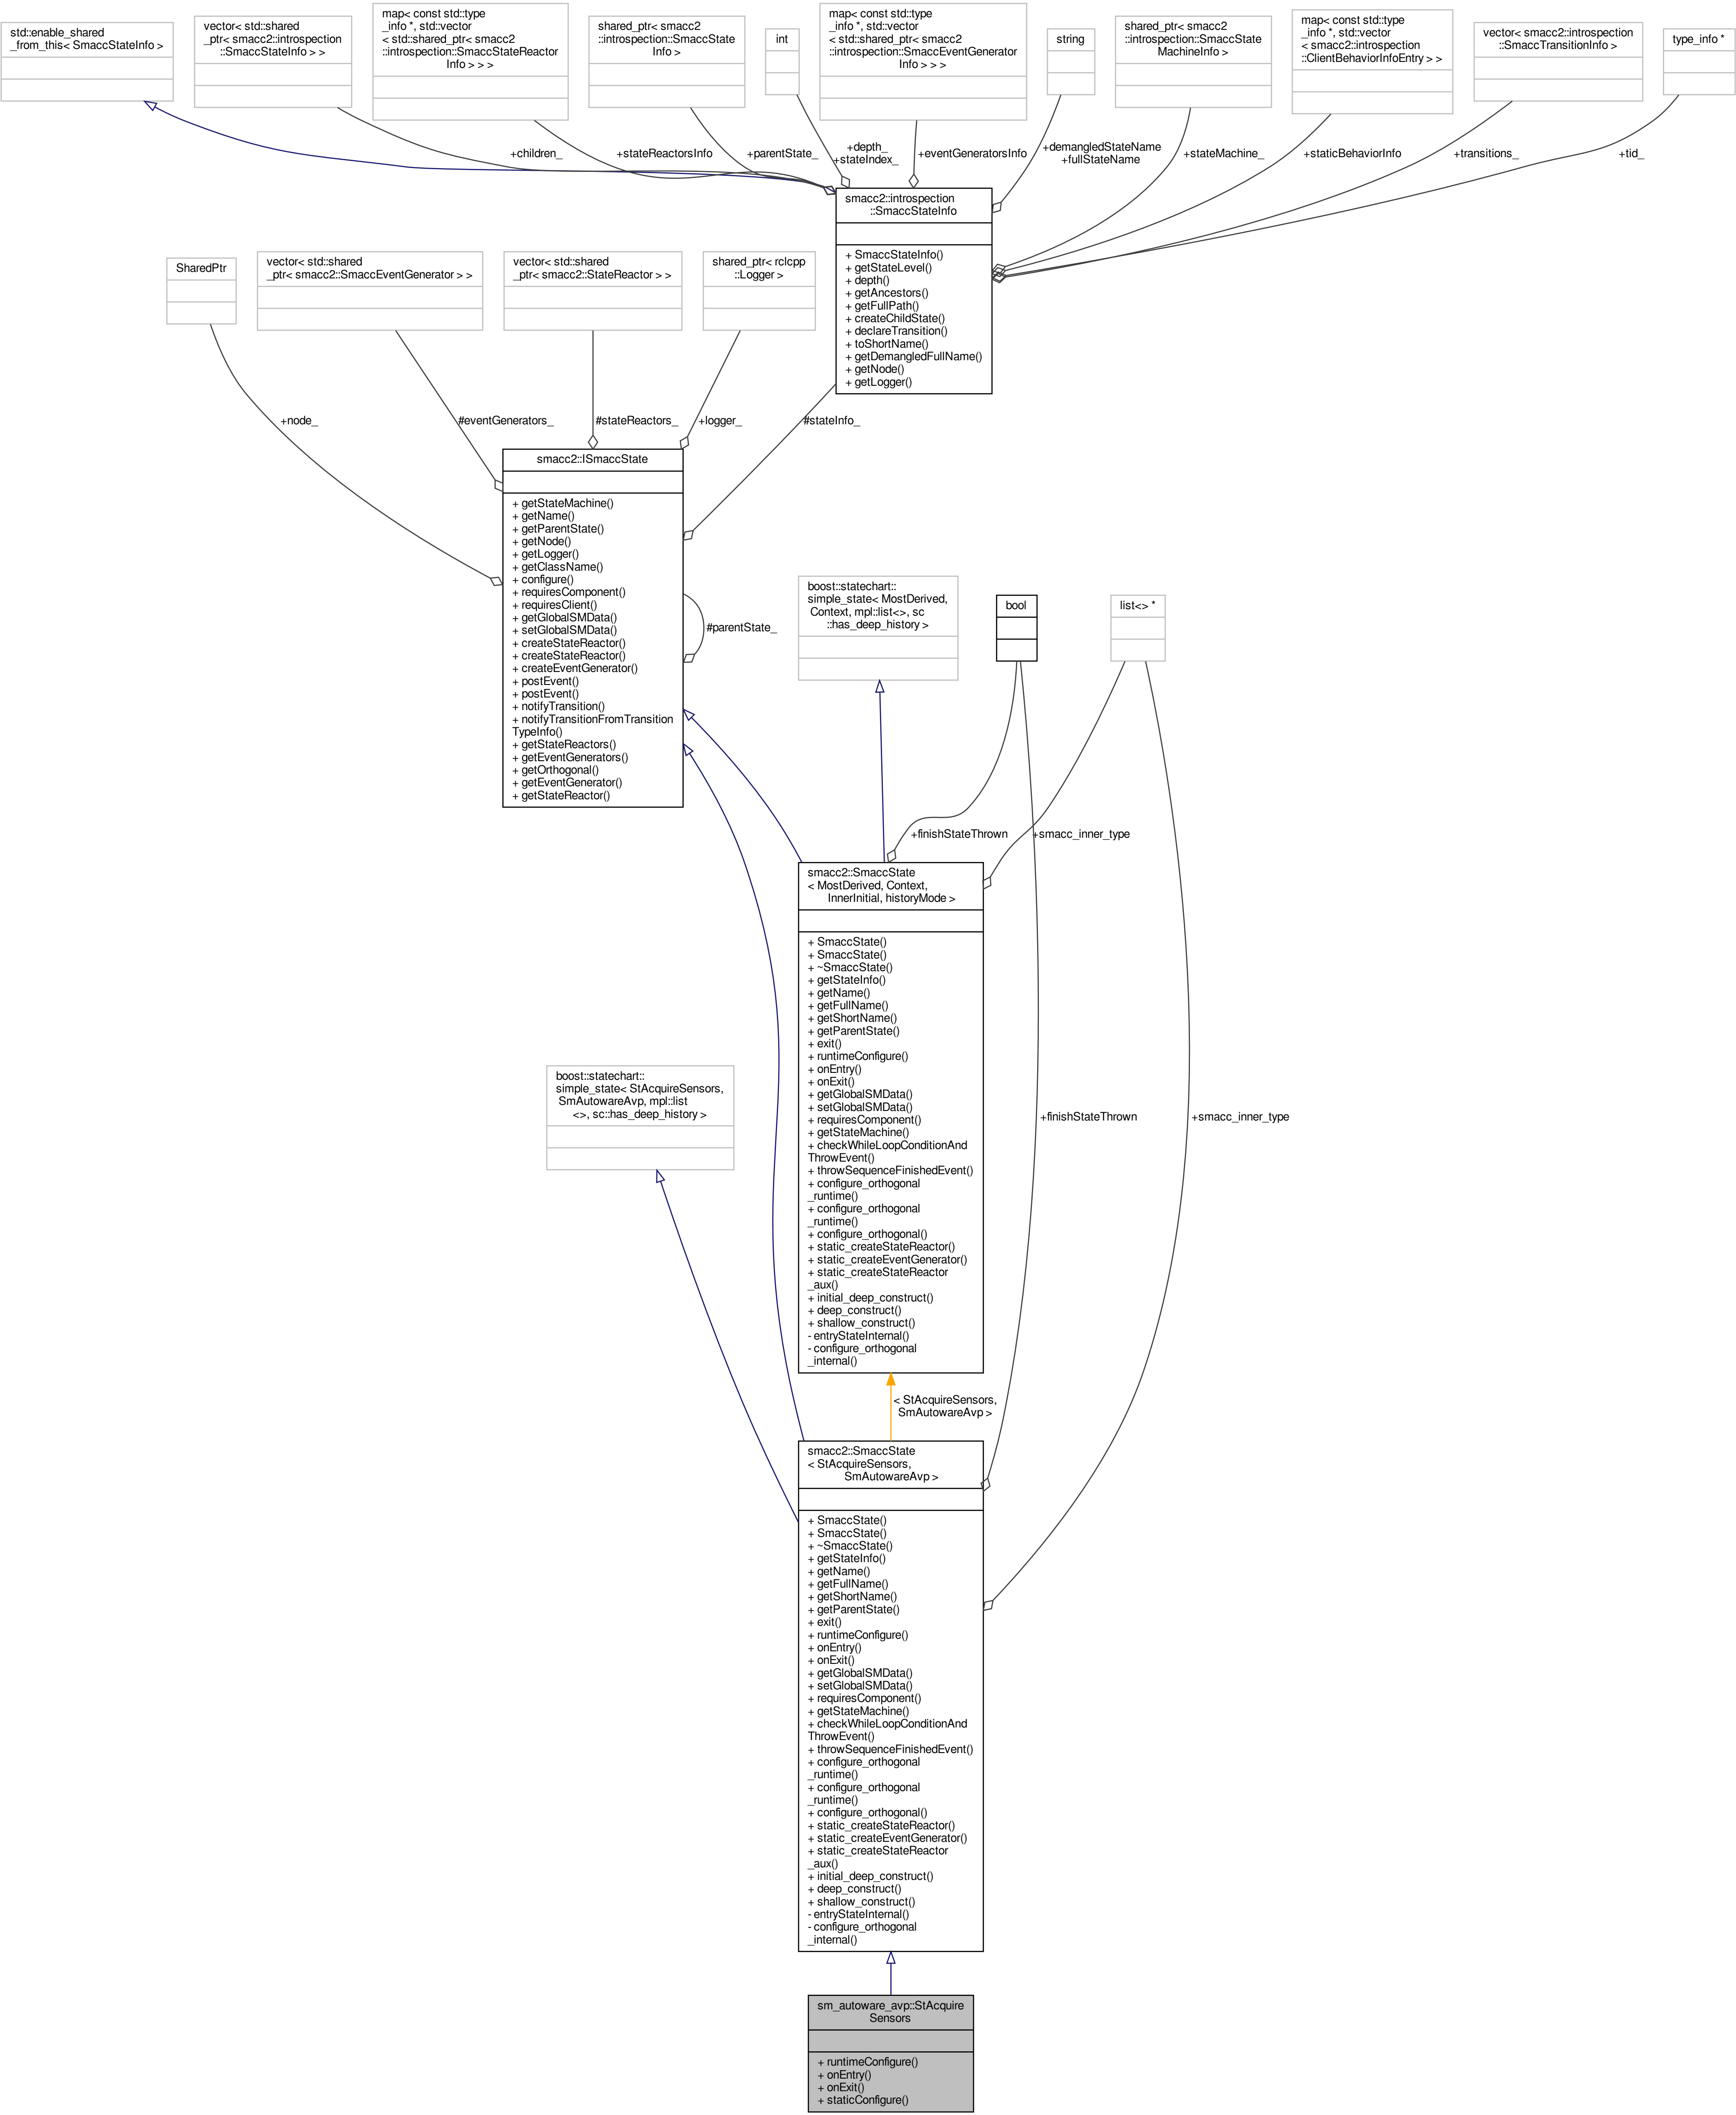 std::enable_shared
_from_this< SmaccStateInfo >
vector< std::shared
_ptr< smacc2::introspection
::SmaccStateInfo > >
map< const std::type
_info *, std::vector
< std::shared_ptr< smacc2
::introspection::SmaccStateReactor
Info > > >
shared_ptr< smacc2
::introspection::SmaccState
Info >
int
map< const std::type
_info *, std::vector
< std::shared_ptr< smacc2
::introspection::SmaccEventGenerator
Info > > >
string
shared_ptr< smacc2
::introspection::SmaccState
MachineInfo >
map< const std::type
_info *, std::vector
< smacc2::introspection
::ClientBehaviorInfoEntry > >
vector< smacc2::introspection
::SmaccTransitionInfo >
type_info *
+children_
+stateReactorsInfo
+parentState_
+depth_
+stateIndex_
+eventGeneratorsInfo
+demangledStateName
+fullStateName
+stateMachine_
+staticBehaviorInfo
+transitions_
+tid_
smacc2::introspection
::SmaccStateInfo
+ SmaccStateInfo()
+ getStateLevel()
+ depth()
+ getAncestors()
+ getFullPath()
+ createChildState()
+ declareTransition()
+ toShortName()
+ getDemangledFullName()
+ getNode()
+ getLogger()
SharedPtr
vector< std::shared
_ptr< smacc2::SmaccEventGenerator > >
vector< std::shared
_ptr< smacc2::StateReactor > >
shared_ptr< rclcpp
::Logger >
+node_
#eventGenerators_
#stateReactors_
+logger_
#stateInfo_
smacc2::ISmaccState
+ getStateMachine()
+ getName()
+ getParentState()
+ getNode()
+ getLogger()
+ getClassName()
+ configure()
+ requiresComponent()
+ requiresClient()
+ getGlobalSMData()
+ setGlobalSMData()
+ createStateReactor()
+ createStateReactor()
+ createEventGenerator()
+ postEvent()
+ postEvent()
+ notifyTransition()
+ notifyTransitionFromTransition
TypeInfo()
+ getStateReactors()
+ getEventGenerators()
+ getOrthogonal()
+ getEventGenerator()
+ getStateReactor()
#parentState_
boost::statechart::
simple_state< MostDerived,
Context, mpl::list<>, sc
::has_deep_history >
bool
list<> *
+finishStateThrown
+smacc_inner_type
smacc2::SmaccState
< MostDerived, Context,
InnerInitial, historyMode >
+ SmaccState()
+ SmaccState()
+ ~SmaccState()
+ getStateInfo()
+ getName()
+ getFullName()
+ getShortName()
+ getParentState()
+ exit()
+ runtimeConfigure()
+ onEntry()
+ onExit()
+ getGlobalSMData()
+ setGlobalSMData()
+ requiresComponent()
+ getStateMachine()
+ checkWhileLoopConditionAnd
ThrowEvent()
+ throwSequenceFinishedEvent()
+ configure_orthogonal
_runtime()
+ configure_orthogonal
_runtime()
+ configure_orthogonal()
+ static_createStateReactor()
+ static_createEventGenerator()
+ static_createStateReactor
_aux()
+ initial_deep_construct()
+ deep_construct()
+ shallow_construct()
- entryStateInternal()
- configure_orthogonal
_internal()
boost::statechart::
simple_state< StAcquireSensors,
SmAutowareAvp, mpl::list
<>, sc::has_deep_history >
+finishStateThrown
+smacc_inner_type
< StAcquireSensors,
SmAutowareAvp >
smacc2::SmaccState
< StAcquireSensors,
SmAutowareAvp >
+ SmaccState()
+ SmaccState()
+ ~SmaccState()
+ getStateInfo()
+ getName()
+ getFullName()
+ getShortName()
+ getParentState()
+ exit()
+ runtimeConfigure()
+ onEntry()
+ onExit()
+ getGlobalSMData()
+ setGlobalSMData()
+ requiresComponent()
+ getStateMachine()
+ checkWhileLoopConditionAnd
ThrowEvent()
+ throwSequenceFinishedEvent()
+ configure_orthogonal
_runtime()
+ configure_orthogonal
_runtime()
+ configure_orthogonal()
+ static_createStateReactor()
+ static_createEventGenerator()
+ static_createStateReactor
_aux()
+ initial_deep_construct()
+ deep_construct()
+ shallow_construct()
- entryStateInternal()
- configure_orthogonal
_internal()
sm_autoware_avp::StAcquire
Sensors
+ runtimeConfigure()
+ onEntry()
+ onExit()
+ staticConfigure()